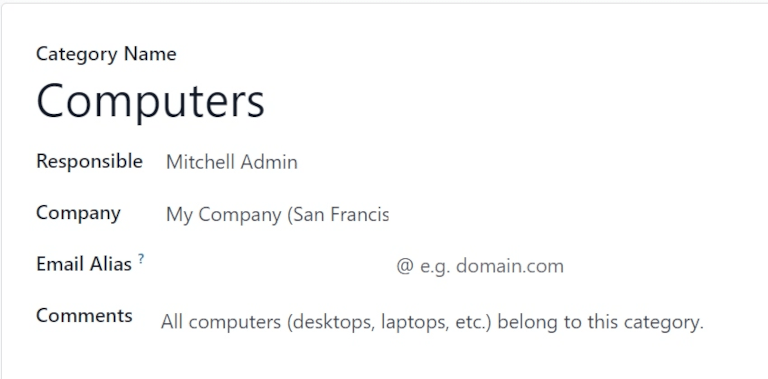 Category Name
Computers
Responsible Mitchell Admin
Company My Company (San Francis
Email Alias ? @ e.g. domain.com
Comments All computers (desktops, laptops, etc.) belong to this category.